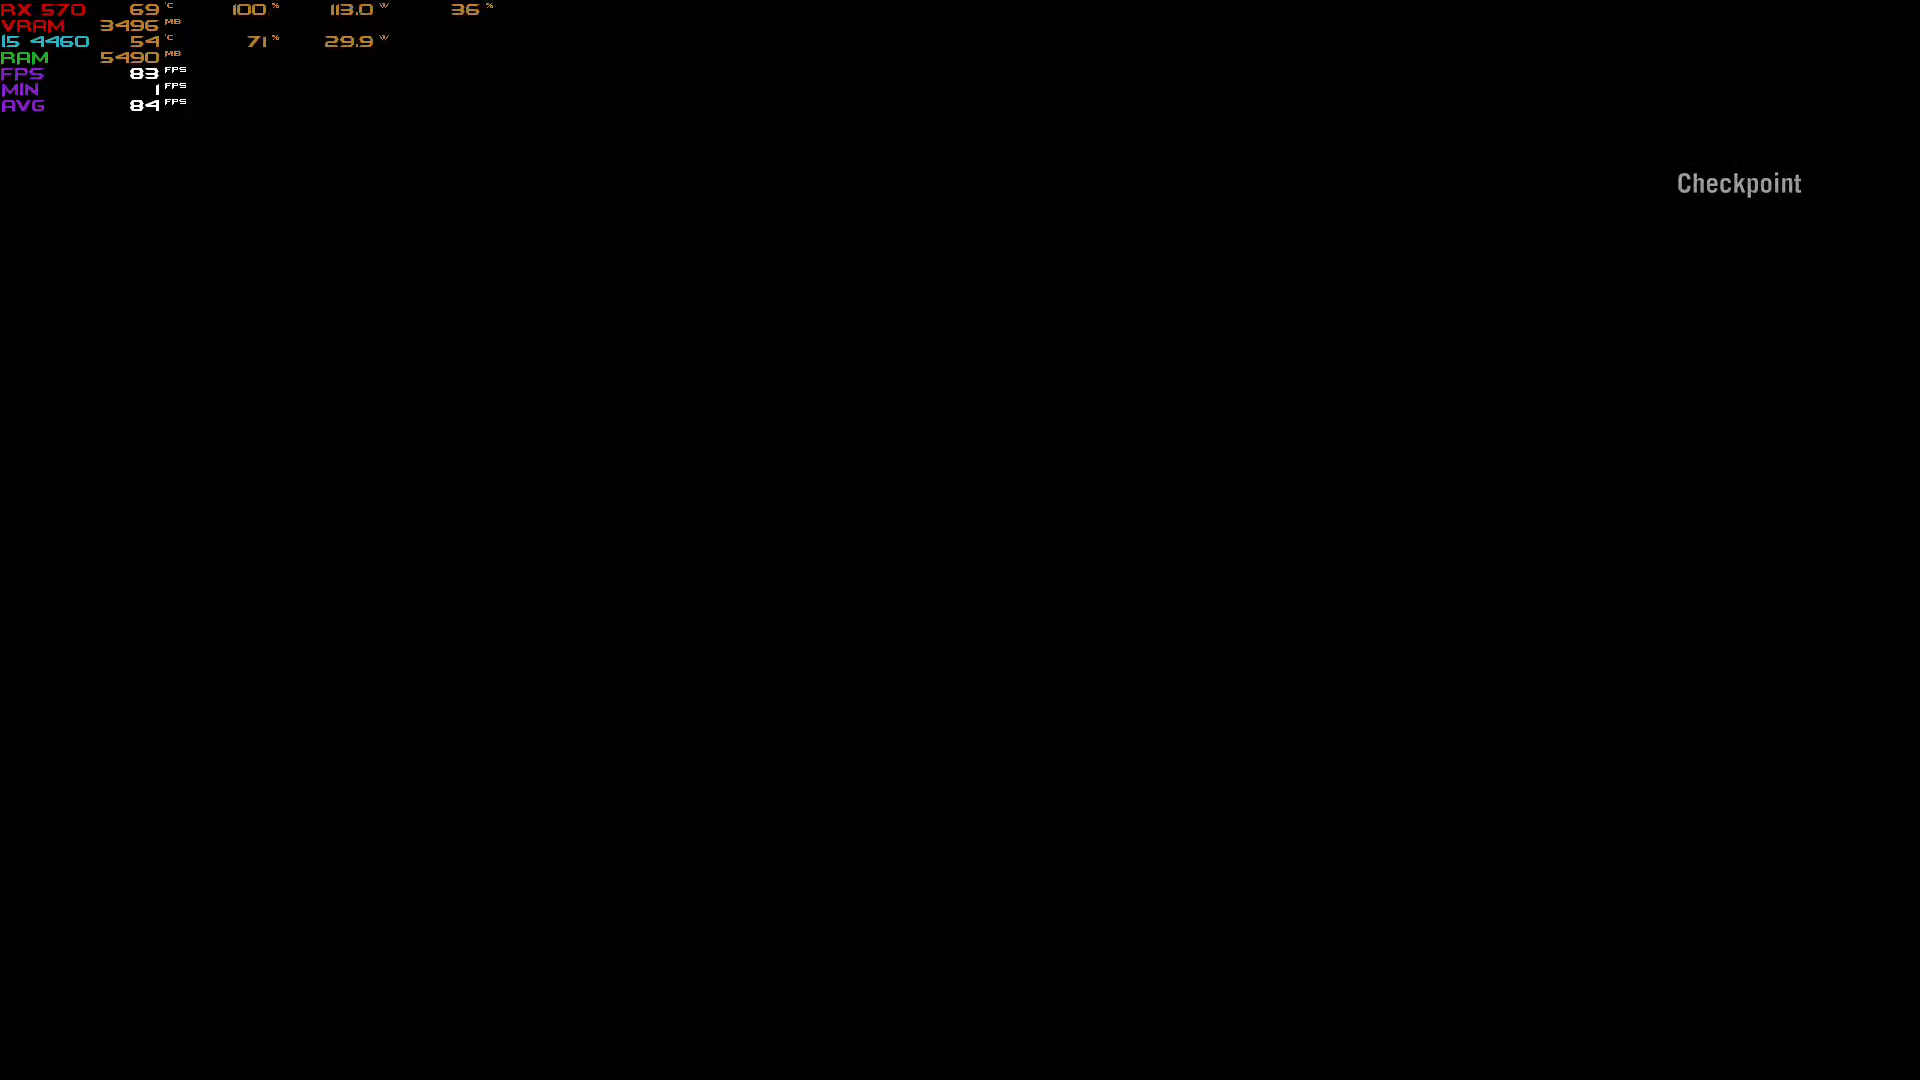 RX 570 69 °C 100 % 113.0 W 36 %
VRAM 3496 MB
I5 4460 54 °C 71 % 29.9 W
RAM 5490 MB
FPS 83 FPS
MIN 1 FPS
AVG 84 FPS
Checkpoint